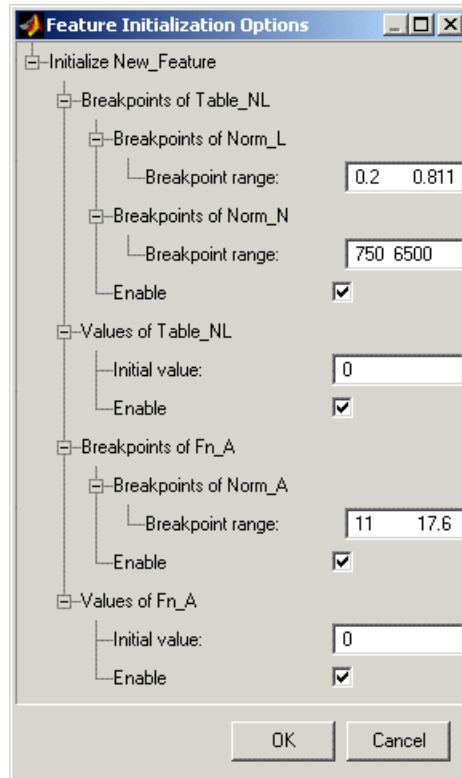 Feature Initialization Options
Initialize New_Feature
Breakpoints of Table_NL
Breakpoints of Norm_L
Breakpoint range: 0.2 0.811
Breakpoints of Norm_N
Breakpoint range: 750 6500
Enable
Values of Table_NL
Initial value: 0
Enable
Breakpoints of Fn_A
Breakpoints of Norm_A
Breakpoint range: 11 17.6
Enable
Values of Fn_A
Initial value: 0
Enable
OK Cancel